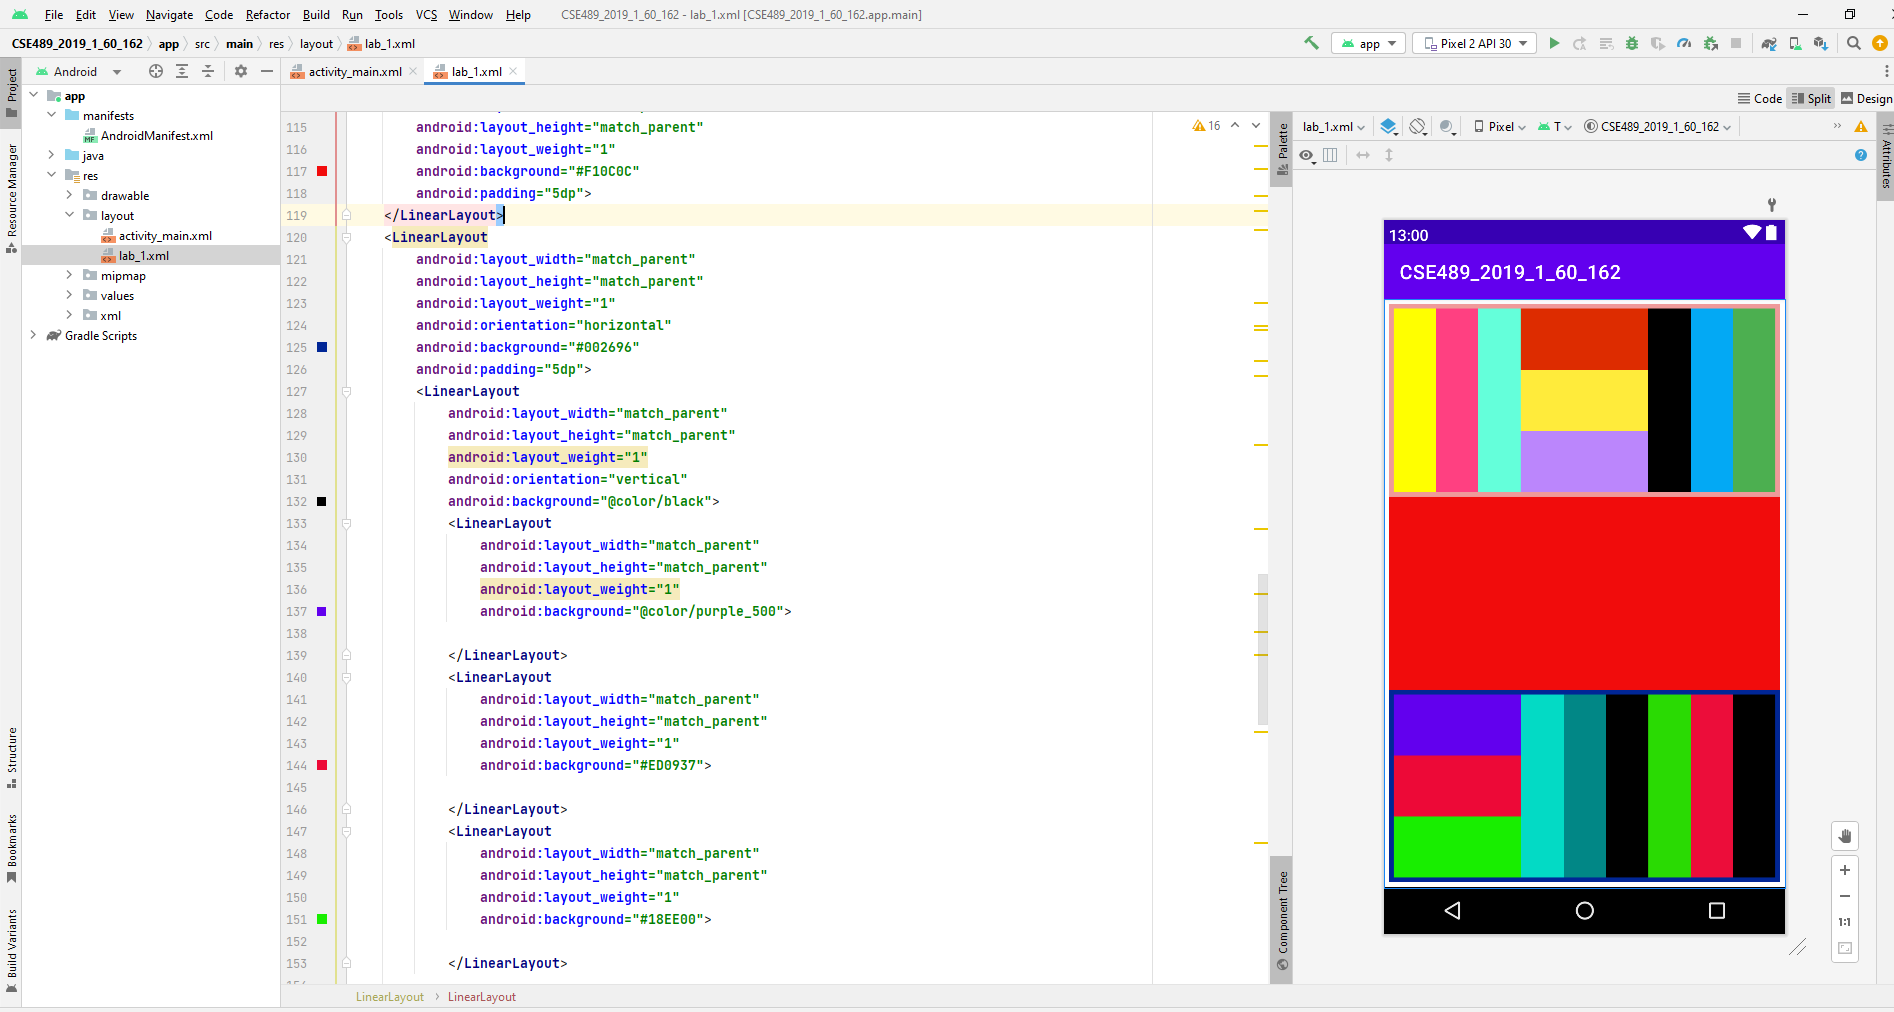 File Edit View Navigate Code Refactor Build Run Tools VCS Window Help CSE489_2019_1_60_162 - lab_1.xml [CSE489_2019_1_60_162.app.main]
CSE489_2019_1_60_162 app src main res layout lab_1.xml app Pixel 2 API 30
Project
Android
activity_main.xml lab_1.xml
Code Split Design
app
manifests
AndroidManifest.xml
java
res
drawable
layout
activity_main.xml
lab_1.xml
mipmap
values
xml
Gradle Scripts
Resource Manager
Structure
Bookmarks
Build Variants
16
115 android:layout_height="match_parent"
116 android:layout_weight="1"
117 android:background="#F10C0C"
118 android:padding="5dp">
119 </LinearLayout>
120 <LinearLayout
121 android:layout_width="match_parent"
122 android:layout_height="match_parent"
123 android:layout_weight="1"
124 android:orientation="horizontal"
125 android:background="#002696"
126 android:padding="5dp">
127 <LinearLayout
128 android:layout_width="match_parent"
129 android:layout_height="match_parent"
130 android:layout_weight="1"
131 android:orientation="vertical"
132 android:background="@color/black">
133 <LinearLayout
134 android:layout_width="match_parent"
135 android:layout_height="match_parent"
136 android:layout_weight="1"
137 android:background="@color/purple_500">
138
139 </LinearLayout>
140 <LinearLayout
141 android:layout_width="match_parent"
142 android:layout_height="match_parent"
143 android:layout_weight="1"
144 android:background="#ED0937">
145
146 </LinearLayout>
147 <LinearLayout
148 android:layout_width="match_parent"
149 android:layout_height="match_parent"
150 android:layout_weight="1"
151 android:background="#18EE00">
152
153 </LinearLayout>
LinearLayout LinearLayout
Palette
Component Tree
lab_1.xml Pixel T CSE489_2019_1_60_162
Attributes
13:00
CSE489_2019_1_60_162
1:1